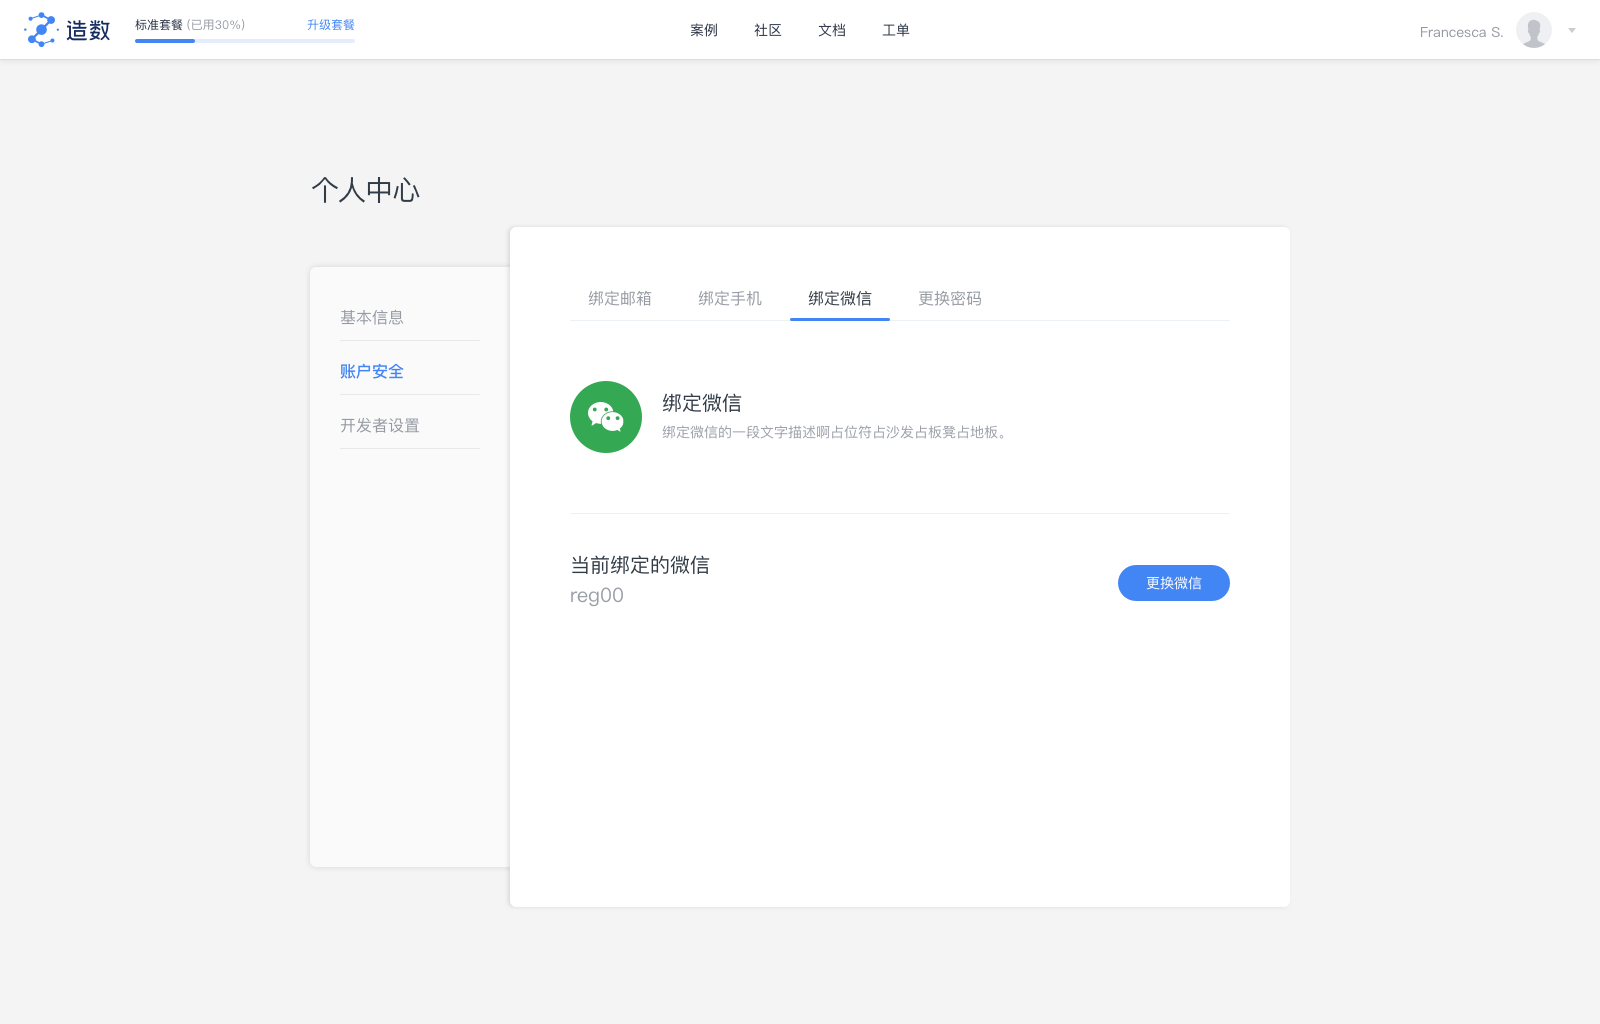 造数
标准套餐 (已用30%) 升级套餐
案例 社区 文档 工单
Francesca S.
个人中心
基本信息
账户安全
开发者设置
绑定邮箱 绑定手机 绑定微信 更换密码
绑定微信
绑定微信的一段文字描述啊占位符占沙发占板凳占地板。
当前绑定的微信
reg00
更换微信